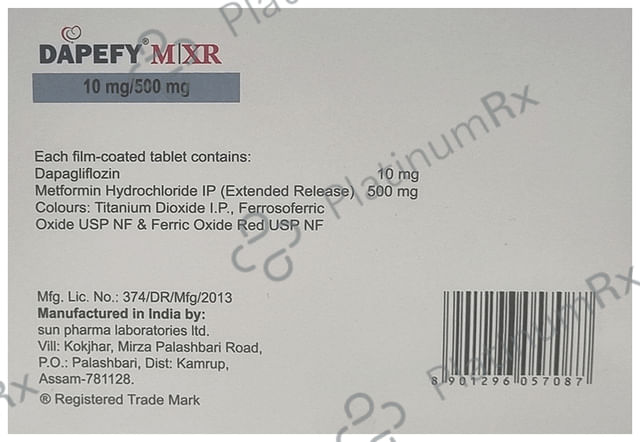 DAPEFY® M|XR
10 mg/500 mg
Each film-coated tablet contains:
Dapagliflozin 10 mg
Metformin Hydrochloride IP (Extended Release) 500 mg
Colours: Titanium Dioxide I.P., Ferrosoferric
Oxide USP NF & Ferric Oxide Red USP NF
Mfg. Lic. No.: 374/DR/Mfg/2013
Manufactured in India by:
sun pharma laboratories ltd.
Vill: Kokjhar, Mirza Palashbari Road,
P.O.: Palashbari, Dist: Kamrup,
Assam-781128.
® Registered Trade Mark
8 901296 057087
PlatinumRx
PlatinumRx
PlatinumRx
Rx